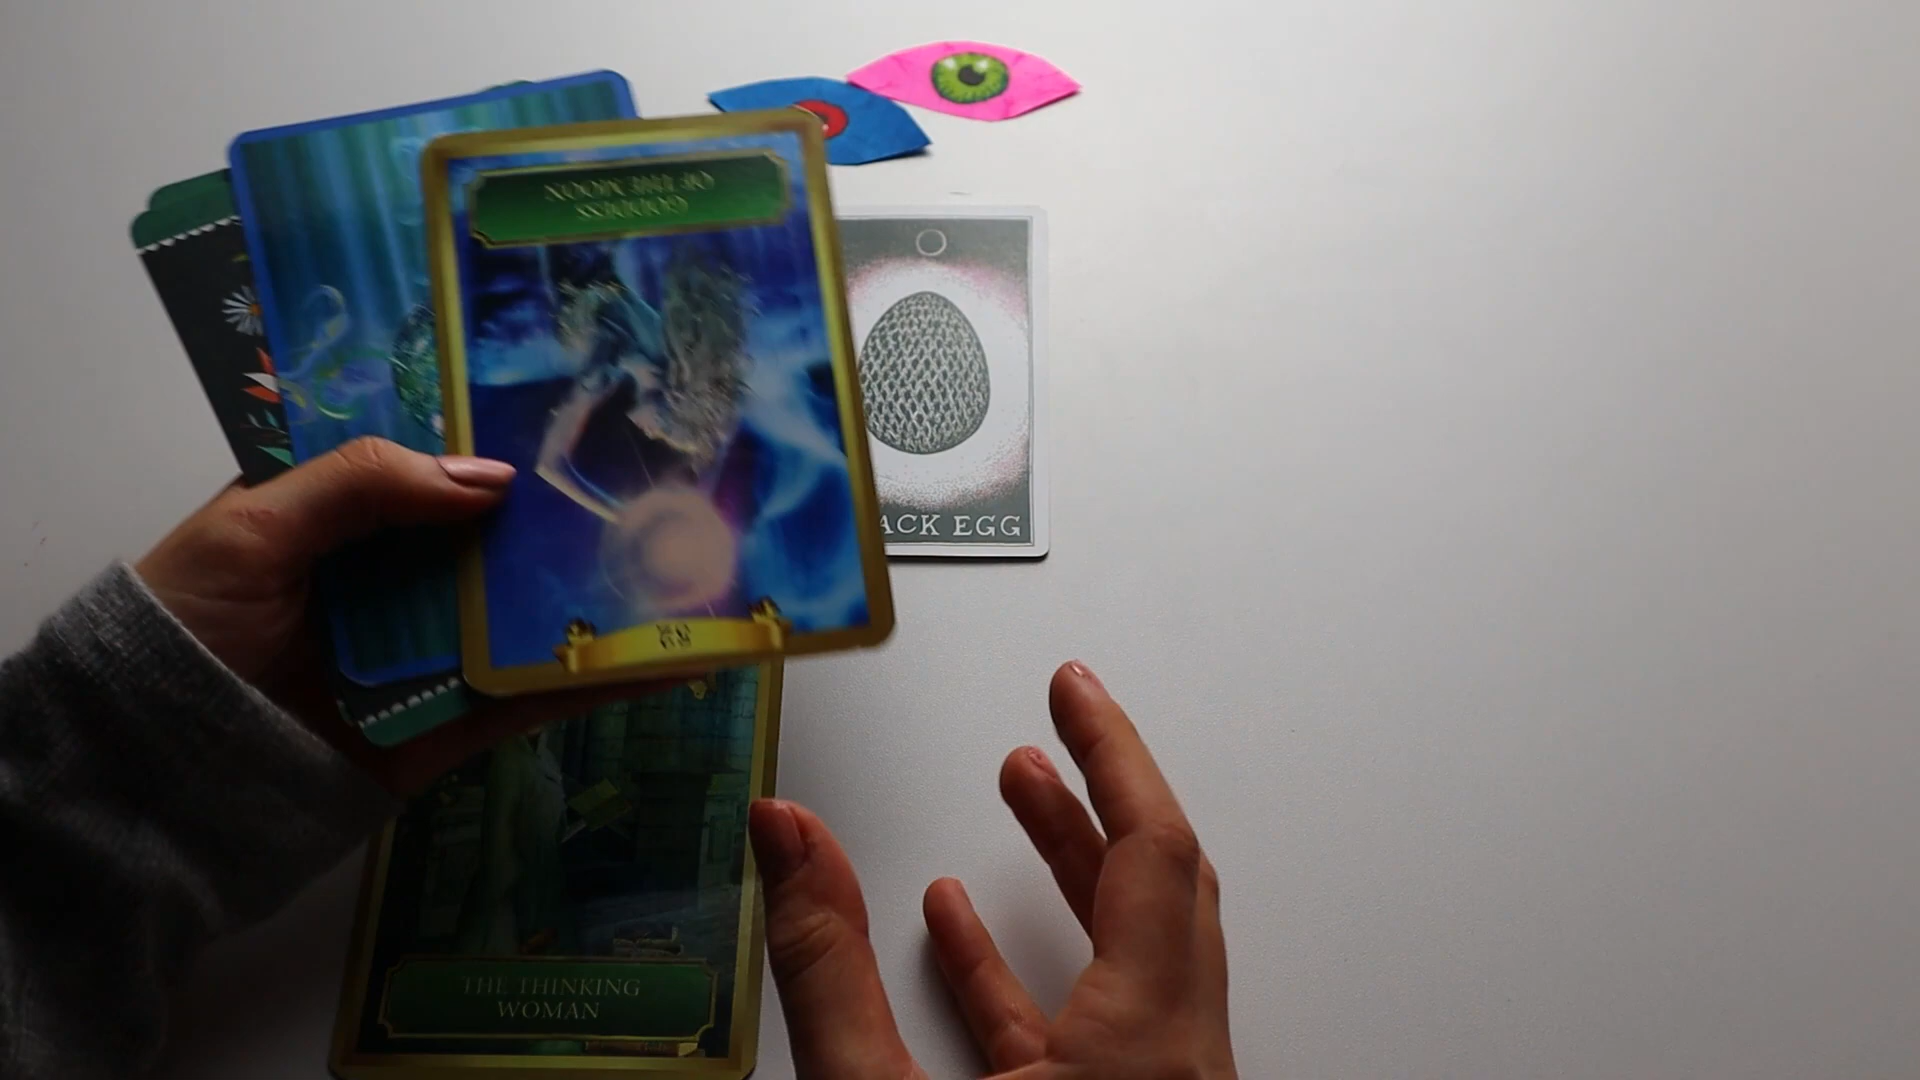 GODDESS
OF THE MOON
ACK EGG
THE THINKING
WOMAN